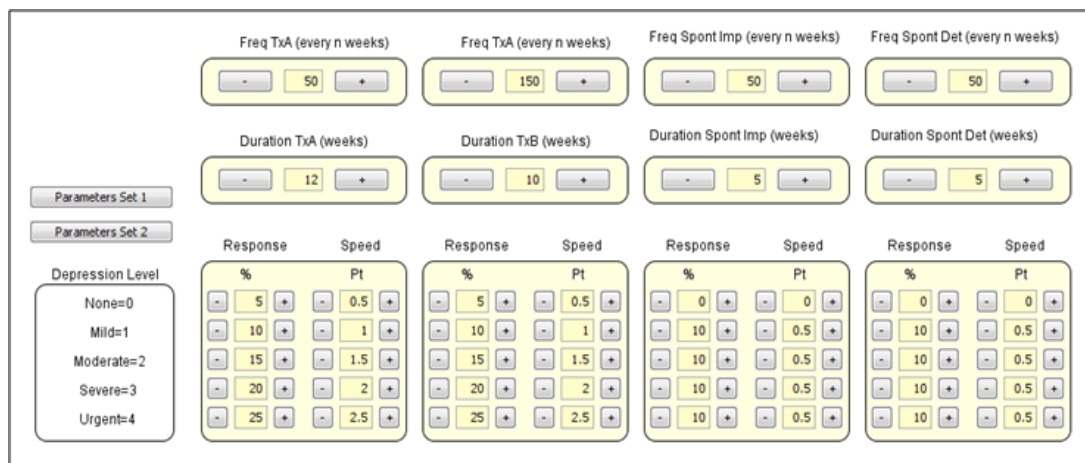 Freq TxA (every n weeks) Freq TxA (every n weeks) Freq Spont Imp (every n weeks) Freq Spont Det (every n weeks)
- 50 + - 150 + - 50 + - 50 +
Duration TxA (weeks) Duration TxB (weeks) Duration Spont Imp (weeks) Duration Spont Det (weeks)
- 12 + - 10 + - 5 + - 5 +
Parameters Set 1
Parameters Set 2
Response Speed Response Speed Response Speed Response Speed
Depression Level % Pt % Pt % Pt % Pt
None=0 - 5 + - 0.5 + - 5 + - 0.5 + - 0 + - 0 + - 0 + - 0 +
Mild=1 - 10 + - 1 + - 10 + - 1 + - 10 + - 0.5 + - 10 + - 0.5 +
Moderate=2 - 15 + - 1.5 + - 15 + - 1.5 + - 10 + - 0.5 + - 10 + - 0.5 +
Severe=3 - 20 + - 2 + - 20 + - 2 + - 10 + - 0.5 + - 10 + - 0.5 +
Urgent=4 - 25 + - 2.5 + - 25 + - 2.5 + - 10 + - 0.5 + - 10 + - 0.5 +